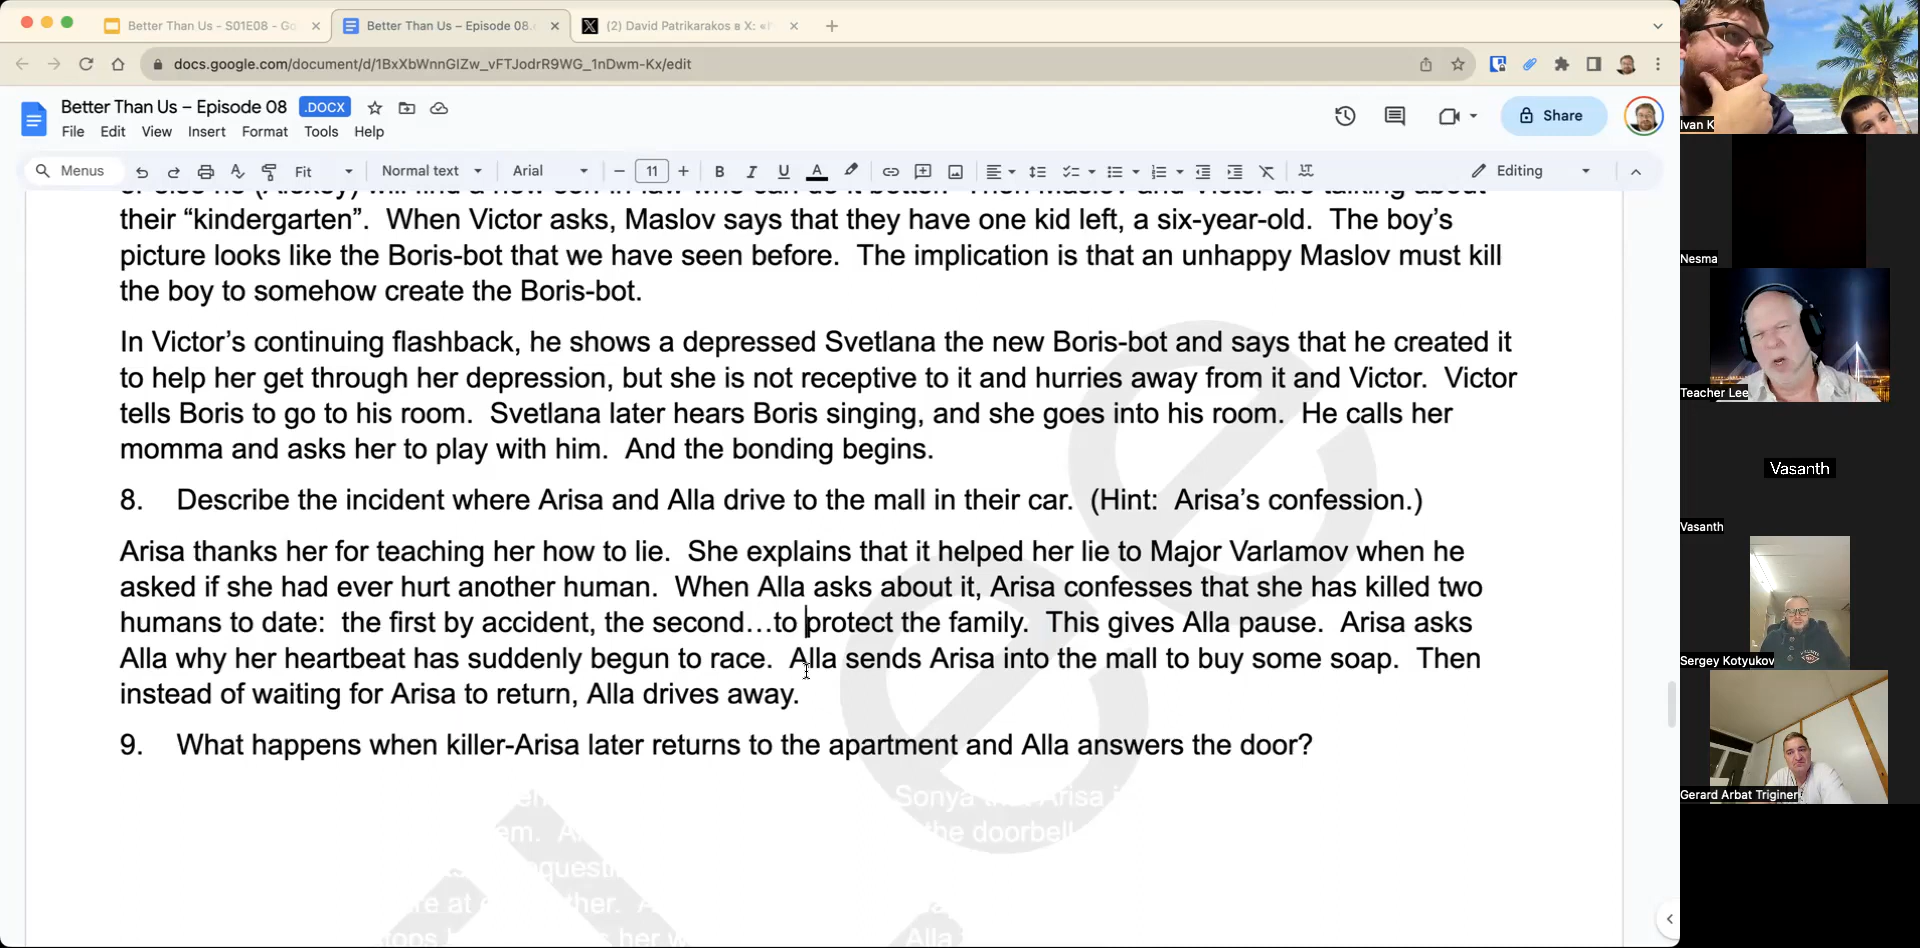 Better Than Us - S01E08 - Go
Better Than Us – Episode 08.
(2) David Patrikarakos в X: «
docs.google.com/document/d/1BxXbWnnGIZw_vFTJodrR9WG_1nDwm-Kx/edit
Better Than Us – Episode 08 .DOCX
Share
File Edit View Insert Format Tools Help
Menus Fit Normal text Arial 11 B I U A Editing
their “kindergarten”. When Victor asks, Maslov says that they have one kid left, a six-year-old. The boy’s
picture looks like the Boris-bot that we have seen before. The implication is that an unhappy Maslov must kill
the boy to somehow create the Boris-bot.
In Victor’s continuing flashback, he shows a depressed Svetlana the new Boris-bot and says that he created it
to help her get through her depression, but she is not receptive to it and hurries away from it and Victor. Victor
tells Boris to go to his room. Svetlana later hears Boris singing, and she goes into his room. He calls her
momma and asks her to play with him. And the bonding begins.
8. Describe the incident where Arisa and Alla drive to the mall in their car. (Hint: Arisa’s confession.)
Arisa thanks her for teaching her how to lie. She explains that it helped her lie to Major Varlamov when he
asked if she had ever hurt another human. When Alla asks about it, Arisa confesses that she has killed two
humans to date: the first by accident, the second…to protect the family. This gives Alla pause. Arisa asks
Alla why her heartbeat has suddenly begun to race. Alla sends Arisa into the mall to buy some soap. Then
instead of waiting for Arisa to return, Alla drives away.
9. What happens when killer-Arisa later returns to the apartment and Alla answers the door?
Sonya that Arisa
the doorbell
Alla
Ivan K
Nesma
Teacher Lee
Vasanth
Vasanth
Sergey Kotyukov
Gerard Arbat Triginer